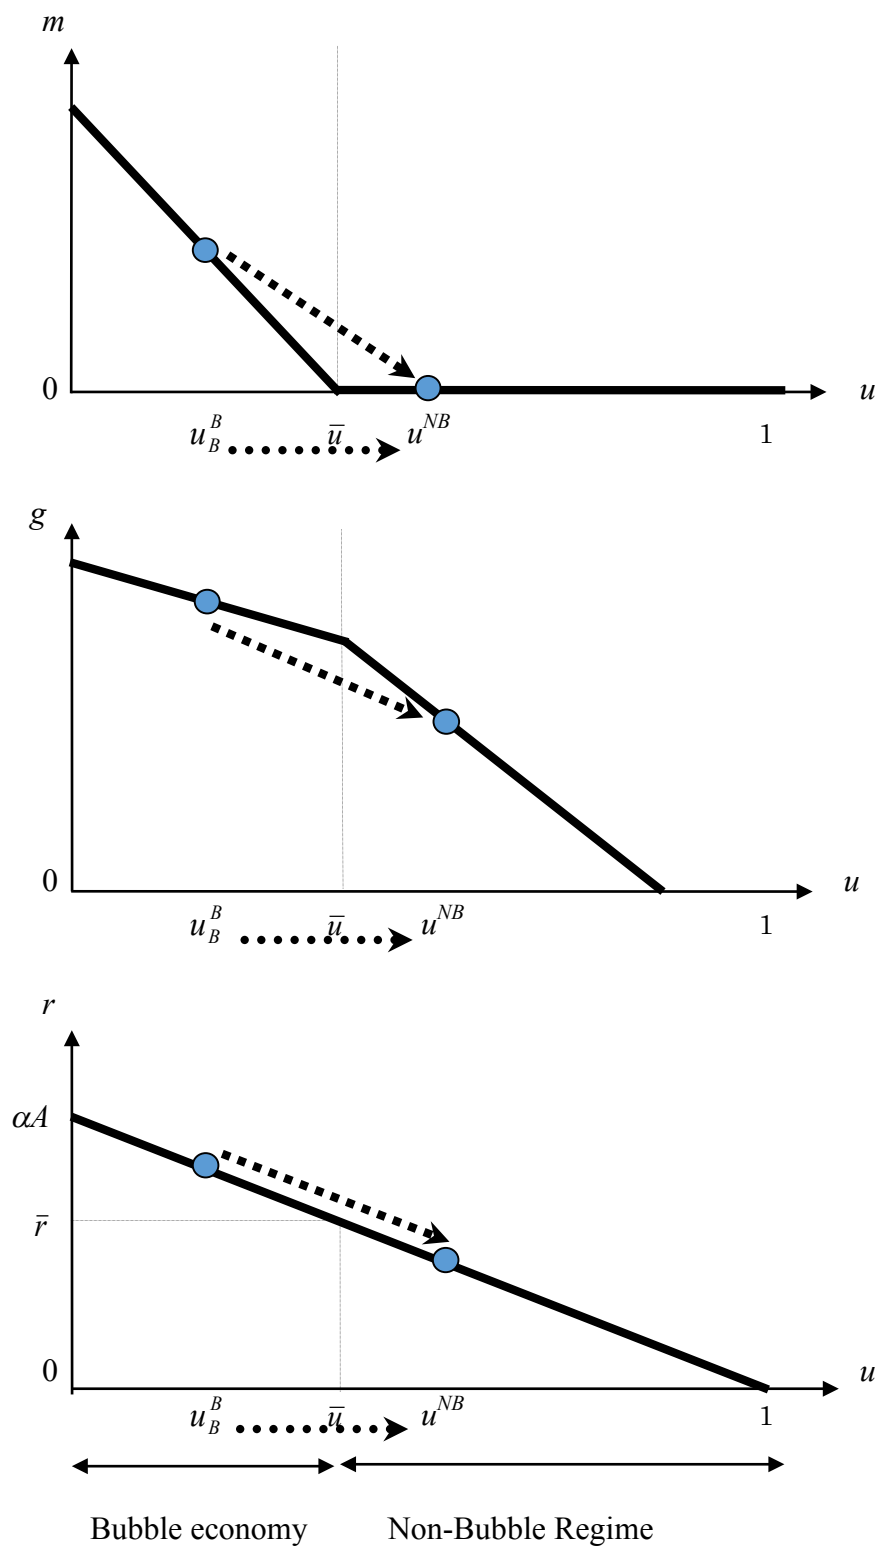 m
0 u
u_B^B u̅ u^{NB} 1
g
0 u
u_B^B u̅ u^{NB} 1
r
αA
r̅
0 u
u_B^B u̅ u^{NB} 1
Bubble economy Non-Bubble Regime